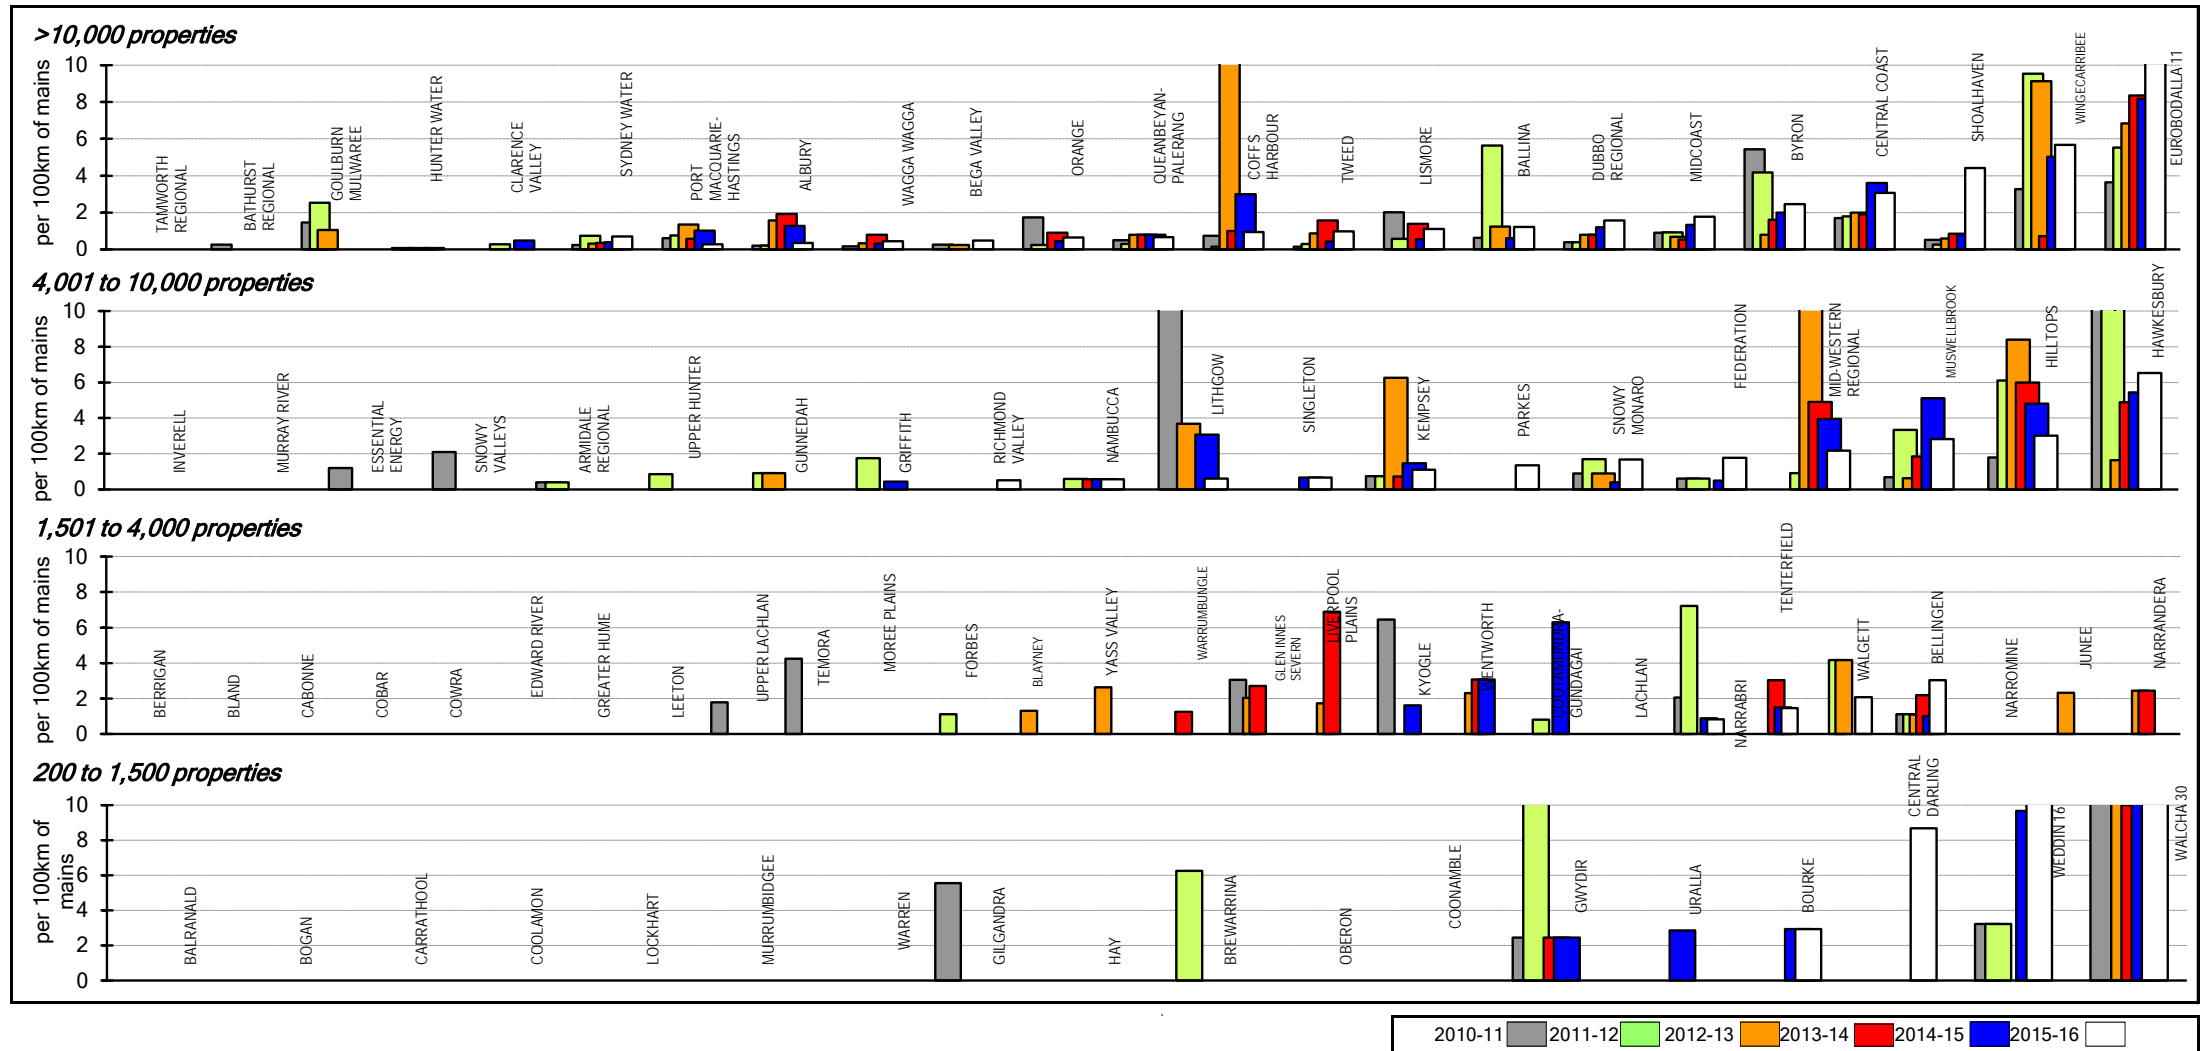 >10,000 properties
per 100km of mains
10
8
6
4
2
0
TAMWORTH
REGIONAL
BATHURST
REGIONAL
GOULBURN
MULWAREE
HUNTER WATER
CLARENCE
VALLEY
SYDNEY WATER
PORT
MACQUARIE-
HASTINGS
ALBURY
WAGGA WAGGA
BEGA VALLEY
ORANGE
QUEANBEYAN-
PALERANG
COFFS
HARBOUR
TWEED
LISMORE
BALLINA
DUBBO
REGIONAL
MIDCOAST
BYRON
CENTRAL COAST
SHOALHAVEN
WINGECARRIBEE
EUROBODALLA 11
4,001 to 10,000 properties
per 100km of mains
10
8
6
4
2
0
INVERELL
MURRAY RIVER
ESSENTIAL
ENERGY
SNOWY
VALLEYS
ARMIDALE
REGIONAL
UPPER HUNTER
GUNNEDAH
GRIFFITH
RICHMOND
VALLEY
NAMBUCCA
LITHGOW
SINGLETON
KEMPSEY
PARKES
SNOWY
MONARO
FEDERATION
MID-WESTERN
REGIONAL
MUSWELLBROOK
HILLTOPS
HAWKESBURY
1,501 to 4,000 properties
per 100km of mains
10
8
6
4
2
0
BERRIGAN
BLAND
CABONNE
COBAR
COWRA
EDWARD RIVER
GREATER HUME
LEETON
UPPER LACHLAN
TEMORA
MOREE PLAINS
FORBES
BLAYNEY
YASS VALLEY
WARRUMBUNGLE
GLEN INNES
SEVERN
LIVERPOOL
PLAINS
KYOGLE
WENTWORTH
COOTAMUNDRA-
GUNDAGAI
LACHLAN
NARRABRI
TENTERFIELD
WALGETT
BELLINGEN
NARROMINE
JUNEE
NARRANDERA
200 to 1,500 properties
per 100km of
mains
10
8
6
4
2
0
BALRANALD
BOGAN
CARRATHOOL
COOLAMON
LOCKHART
MURRUMBIDGEE
WARREN
GILGANDRA
HAY
BREWARRINA
OBERON
COONAMBLE
GWYDIR
URALLA
BOURKE
CENTRAL
DARLING
WEDDIN 16
WALCHA 30
2010-11 2011-12 2012-13 2013-14 2014-15 2015-16